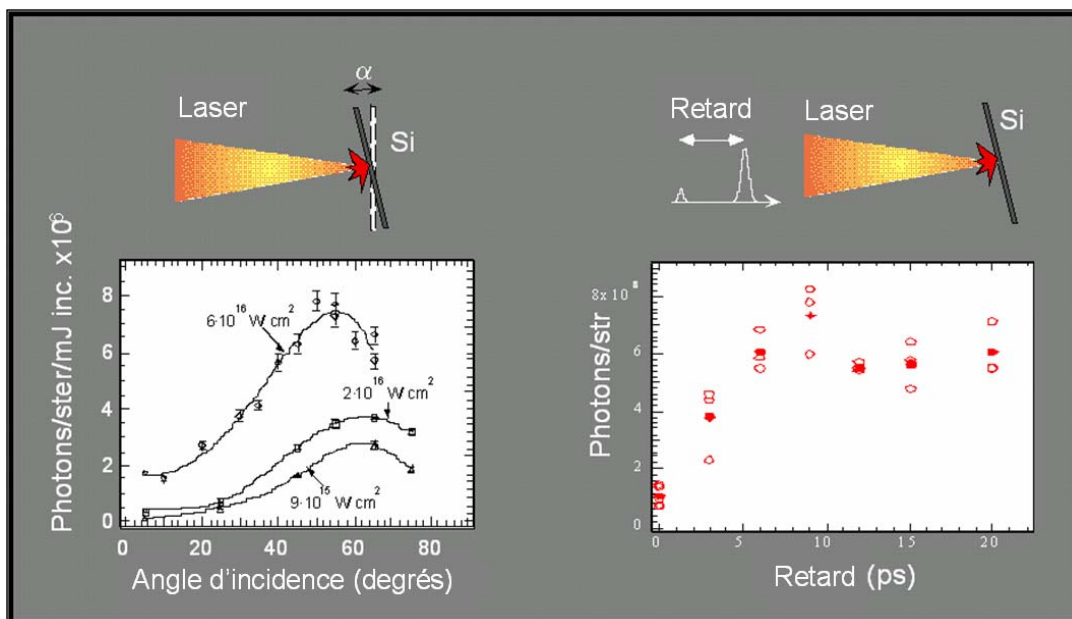 α
Laser
Si
Photons/ster/mJ inc. x10⁶
8
6
4
2
0
6·10¹⁶ W/cm²
2·10¹⁶ W/cm²
9·10¹⁵ W/cm²
0 20 40 60 80
Angle d'incidence (degrés)
Retard
Laser
Si
Photons/str
8x 10
6
4
2
0
0 5 10 15 20
Retard (ps)